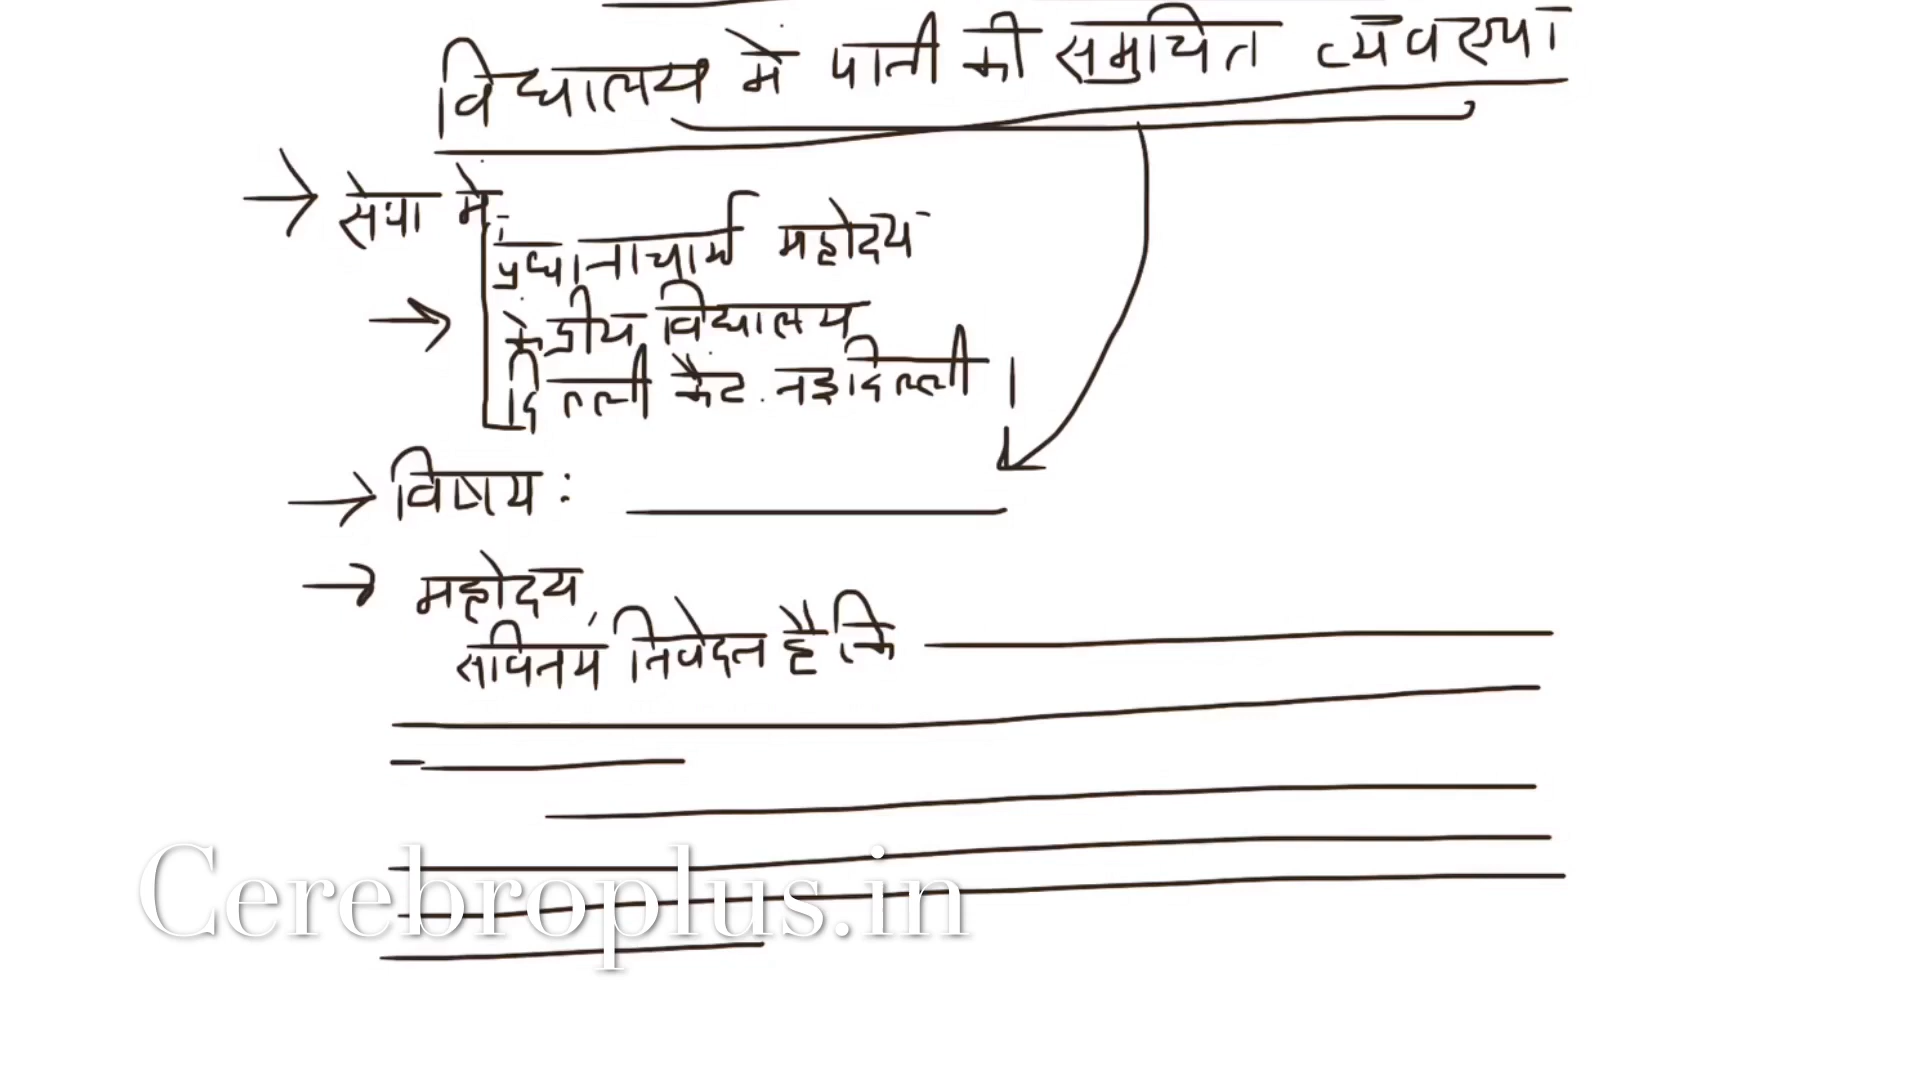 विद्यालय में पानी की समुचित व्यवस्था
सेवा में,
प्रधानाचार्य महोदय
केंद्रीय विद्यालय
दिल्ली कैंट नई दिल्ली ।
विषय :
महोदय,
सविनय निवेदन है कि
Cerebroplus.in